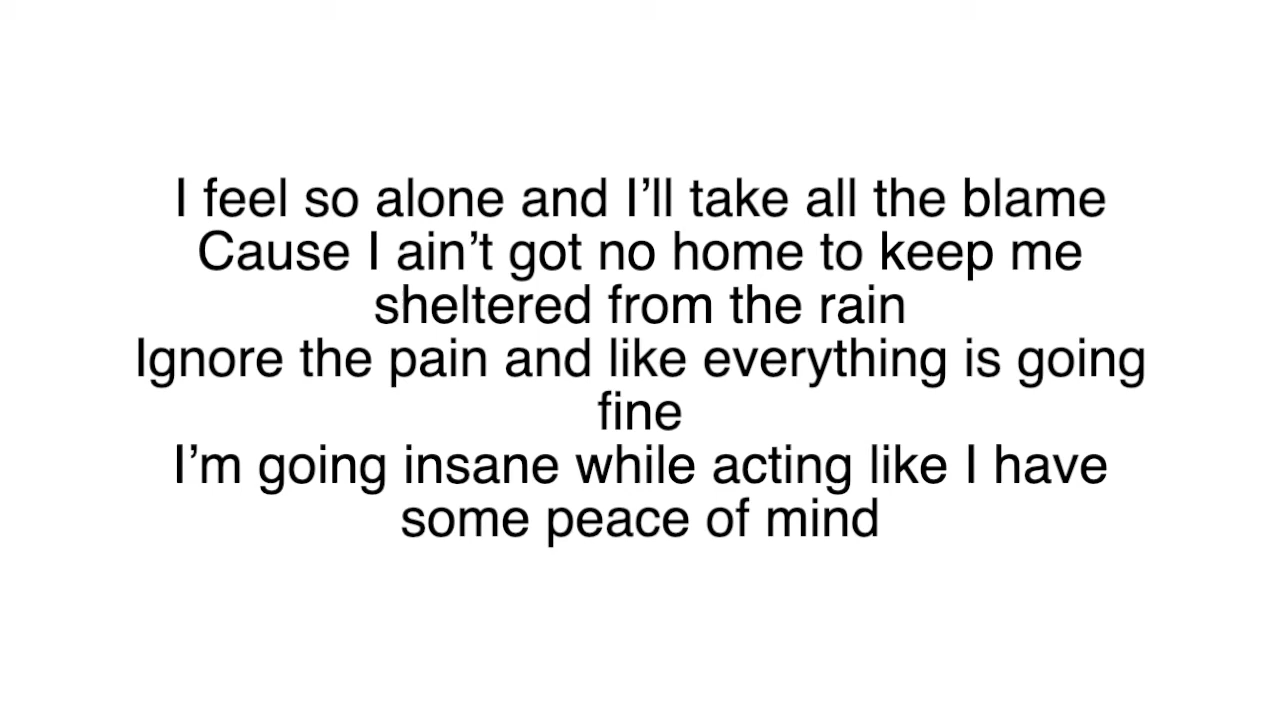 I feel so alone and I’ll take all the blame
Cause I ain’t got no home to keep me
sheltered from the rain
Ignore the pain and like everything is going
fine
I’m going insane while acting like I have
some peace of mind